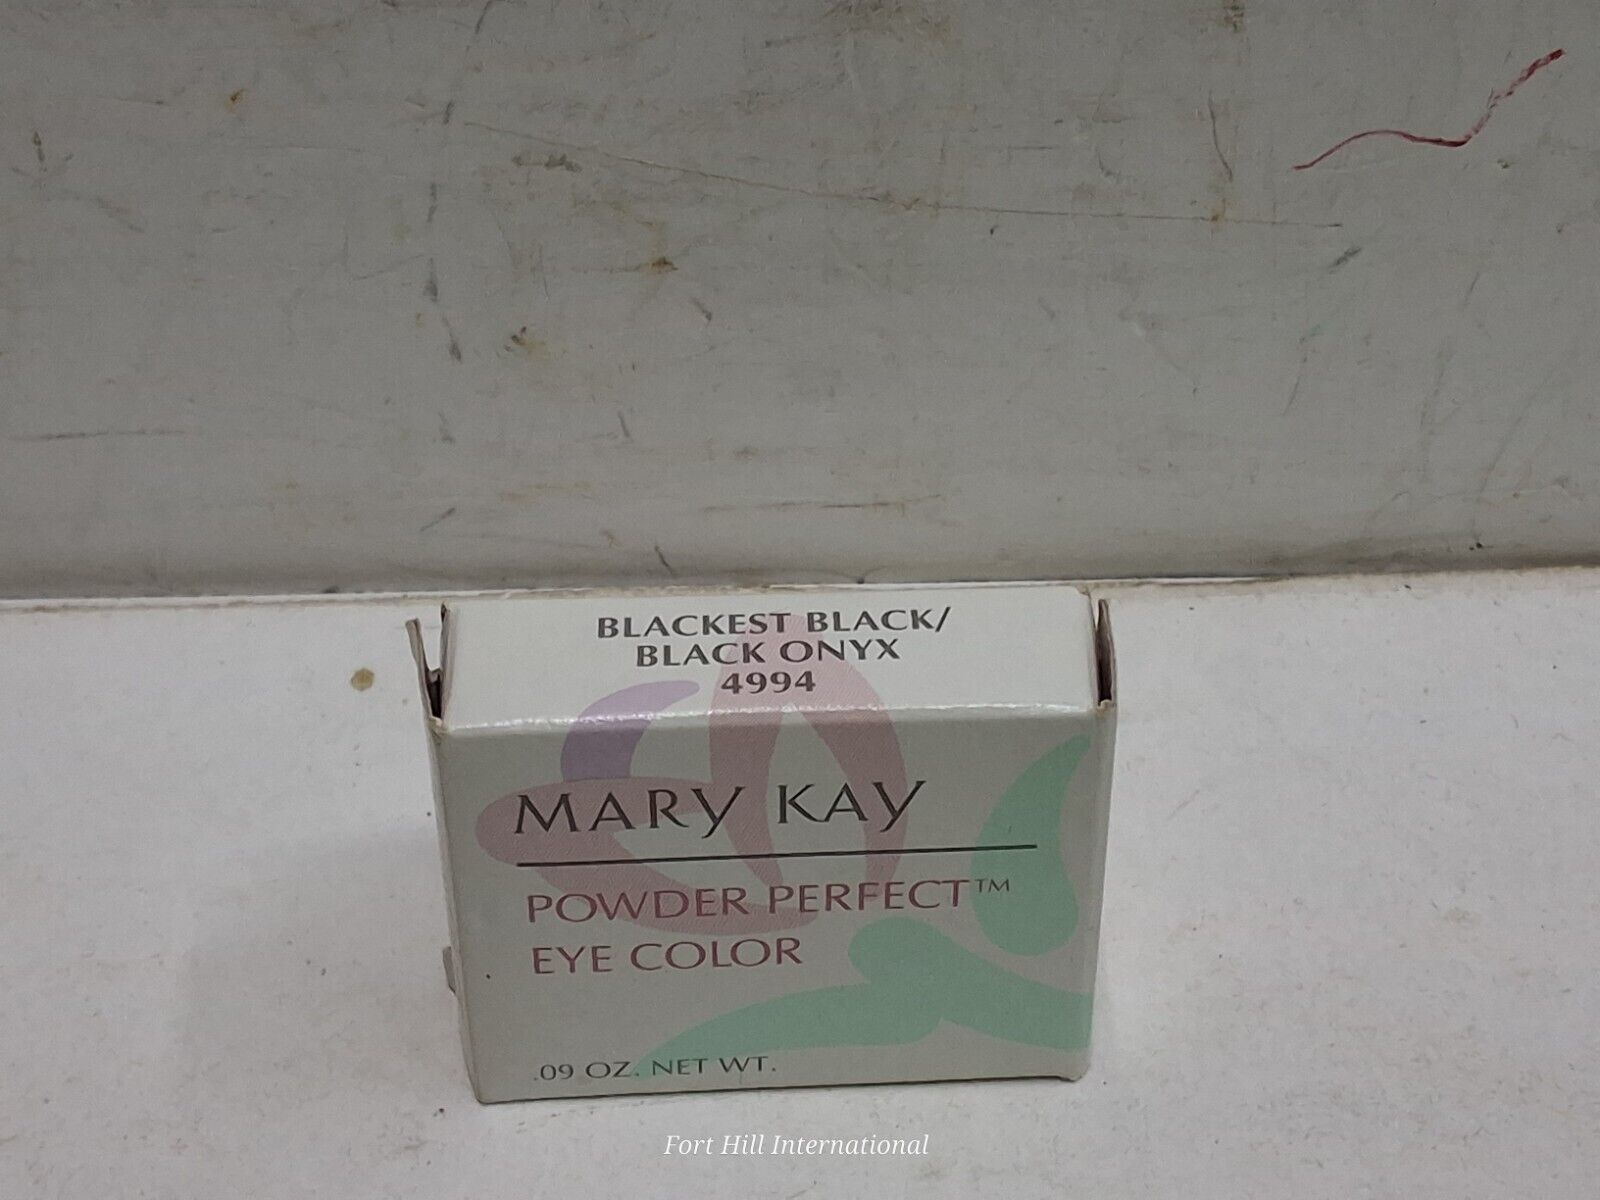 BLACKEST BLACK/
BLACK ONYX
4994
MARY KAY
POWDER PERFECT™
EYE COLOR
.09 OZ. NET WT.
Fort Hill International